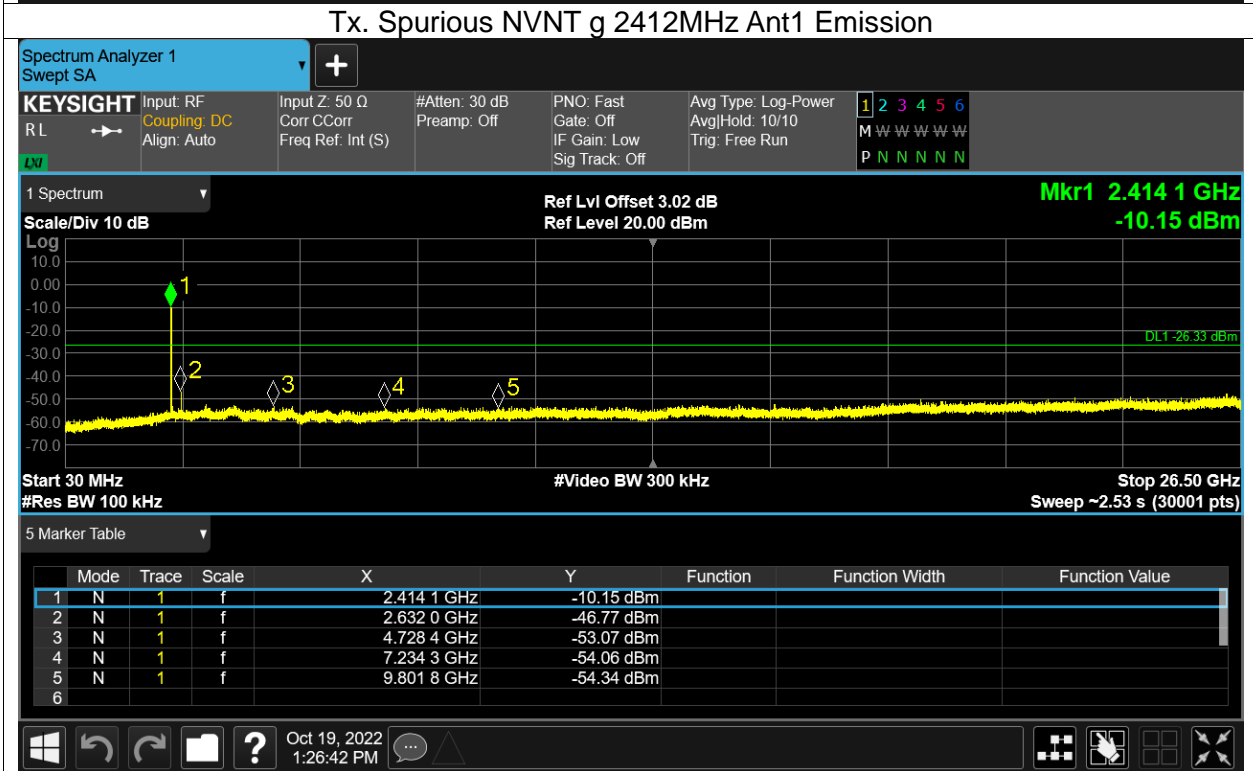 Tx. Spurious NVNT g 2412MHz Ant1 Emission
Spectrum Analyzer 1
Swept SA
+
KEYSIGHT
R L
LXI
Input: RF
Coupling: DC
Align: Auto
Input Z: 50 Ω
Corr CCorr
Freq Ref: Int (S)
#Atten: 30 dB
Preamp: Off
PNO: Fast
Gate: Off
IF Gain: Low
Sig Track: Off
Avg Type: Log-Power
Avg|Hold: 10/10
Trig: Free Run
1 2 3 4 5 6
M W W W W W
P N N N N N
1 Spectrum
Scale/Div 10 dB
Ref Lvl Offset 3.02 dB
Ref Level 20.00 dBm
Mkr1 2.414 1 GHz
-10.15 dBm
Log
10.0
0.00
-10.0
-20.0
-30.0
-40.0
-50.0
-60.0
-70.0
1
2
3
4
5
DL1 -26.33 dBm
Start 30 MHz
#Res BW 100 kHz
#Video BW 300 kHz
Stop 26.50 GHz
Sweep ~2.53 s (30001 pts)
5 Marker Table
Mode Trace Scale X Y Function Function Width Function Value
1 N 1 f 2.414 1 GHz -10.15 dBm
2 N 1 f 2.632 0 GHz -46.77 dBm
3 N 1 f 4.728 4 GHz -53.07 dBm
4 N 1 f 7.234 3 GHz -54.06 dBm
5 N 1 f 9.801 8 GHz -54.34 dBm
6
?
Oct 19, 2022
1:26:42 PM